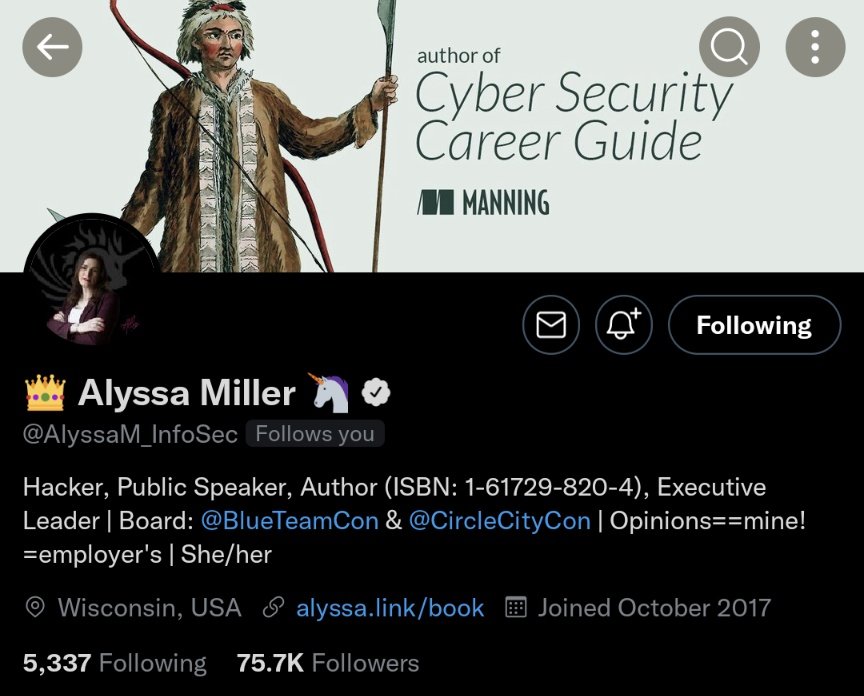 author of
Cyber Security
Career Guide
MANNING
Following
👑 Alyssa Miller 🦄
@AlyssaM_InfoSec Follows you
Hacker, Public Speaker, Author (ISBN: 1-61729-820-4), Executive
Leader | Board: @BlueTeamCon & @CircleCityCon | Opinions==mine!
=employer's | She/her
Wisconsin, USA alyssa.link/book Joined October 2017
5,337 Following 75.7K Followers